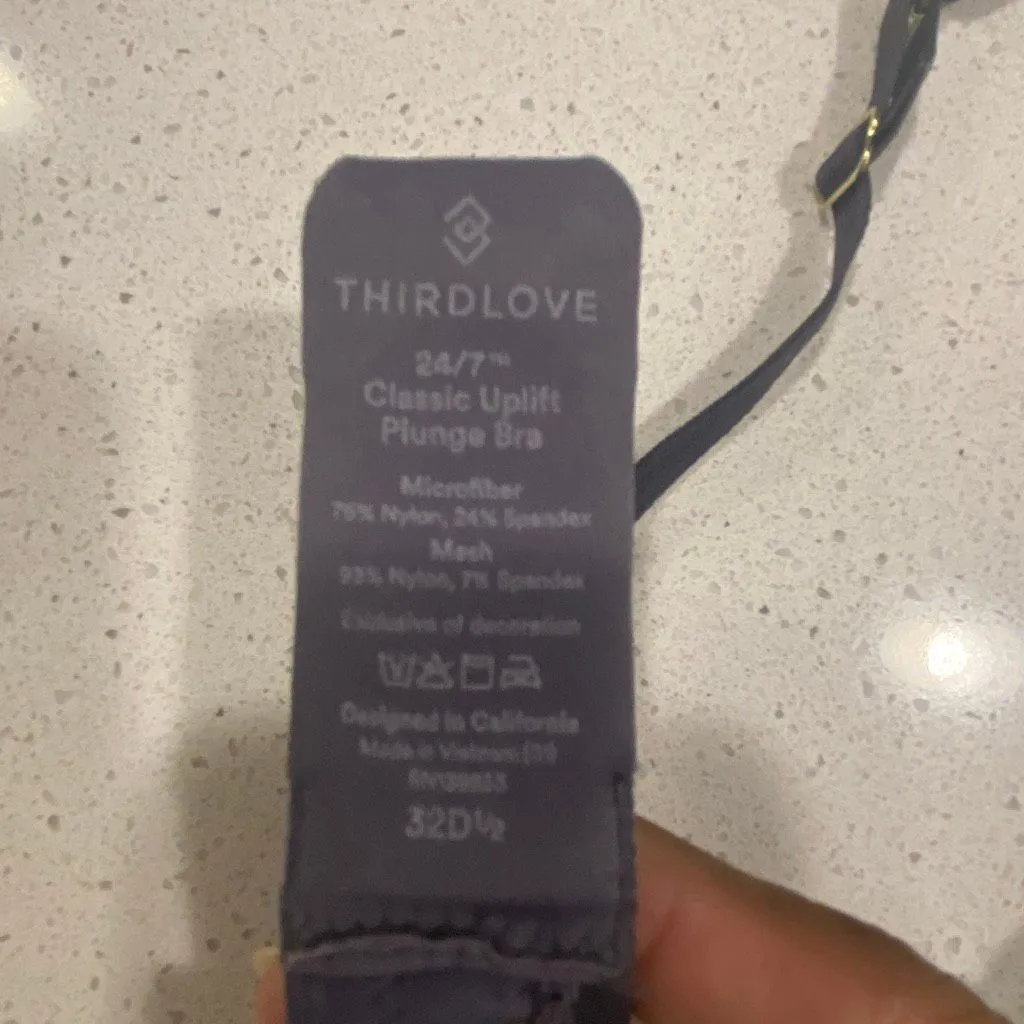 THIRDLOVE
24/7™
Classic Uplift
Plunge Bra
Microfiber
76% Nylon, 24% Spandex
Mesh
93% Nylon, 7% Spandex
Exclusive of decoration
Designed in California
Made in Vietnam
32D½